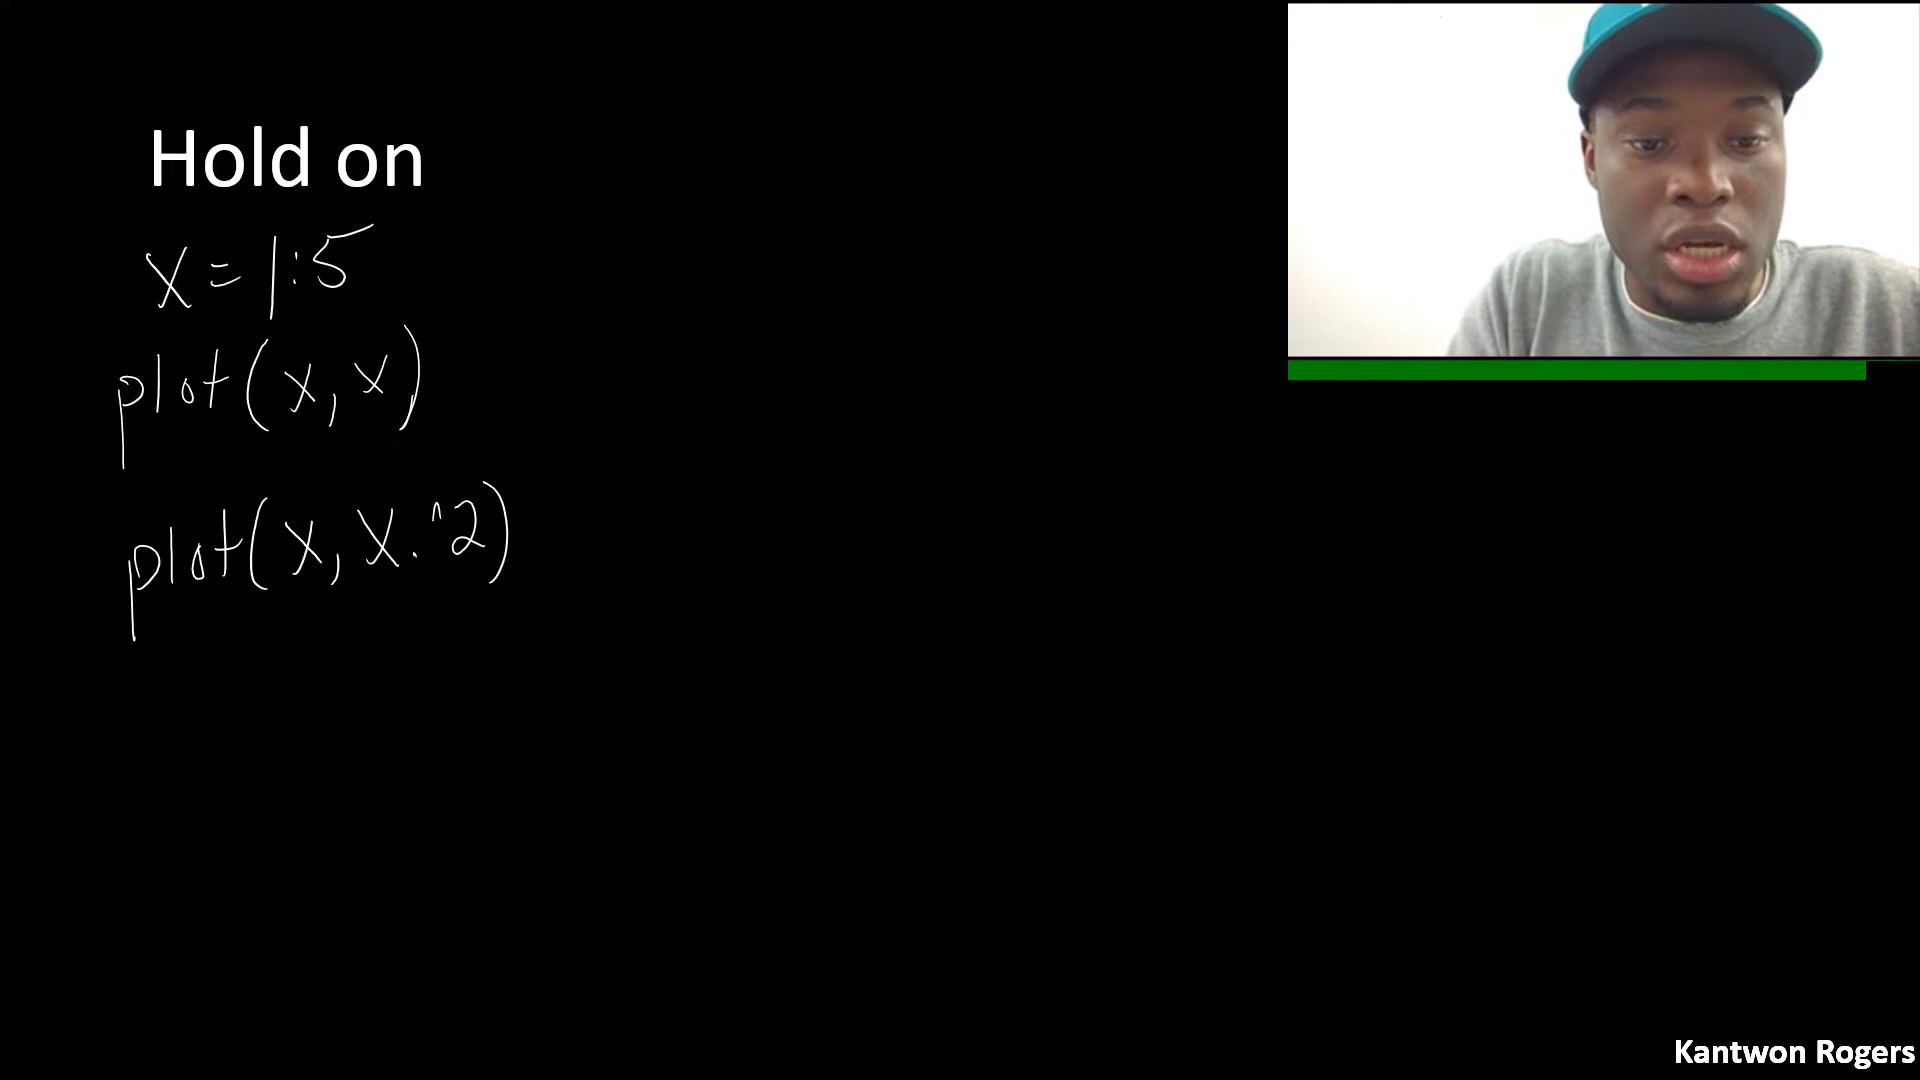 Hold on
x = 1:5
plot(x, x)
plot(x, x.^2)
Kantwon Rogers